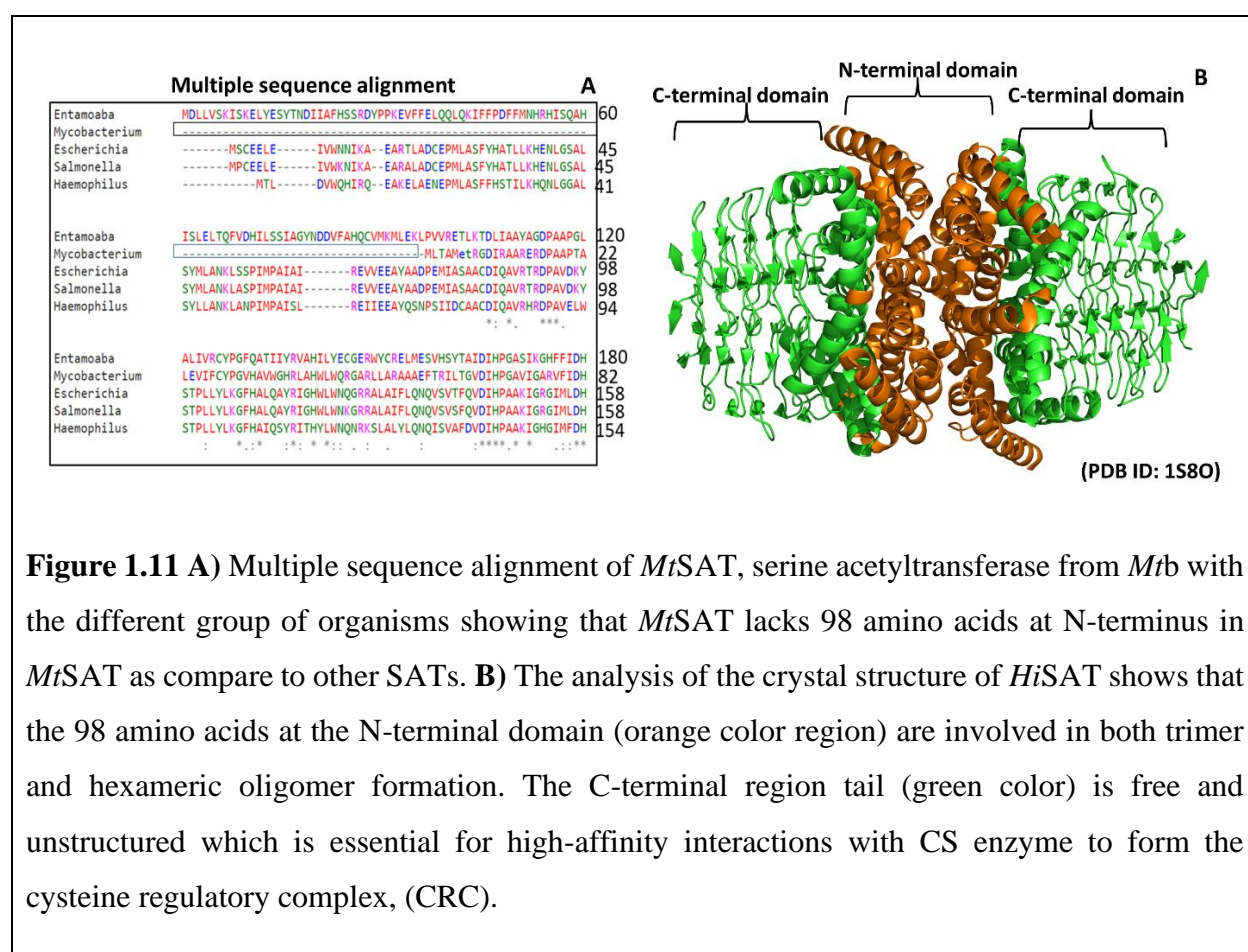 Multiple sequence alignment
A
Entamoaba MDLLVSKISKELYESYTNDIIAFHSSRDYPPKEVFFELQQLQKIFFPDFFMNHRHISQAH 60
Mycobacterium ------------------------------------------------------------
Escherichia -------MSCEELE------IVWNNIKA--EARTLADCEPMLASFYHATLLKHENLGSAL 45
Salmonella -------MPCEELE------IVWKNIKA--EARALADCEPMLASFYHATLLKHENLGSAL 45
Haemophilus ----------MTL------DVWQHIRQ--EAKELAENEPMLASFFHSTILKHQNLGGAL 41
Entamoaba ISLELTQFVDHILSSIAGYNDDVFAHQCVMKMLEKLPVVRETLKTDLIAAYAGDPAAPGL 120
Mycobacterium -----------------------------------MLTAMetRGDIRAARERDPAAPTA 22
Escherichia SYMLANKLSSPIMPAIAI-------REVVEEAYAADPEMIASAACDIQAVRTRDPAVDKY 98
Salmonella SYMLANKLASPIMPAIAI-------REVVEEAYAADPEMIASAACDIQAVRTRDPAVDKY 98
Haemophilus SYLLANKLANPIMPAISL-------REIIEEAYQSNPSIIDCAACDIQAVRHRDPAVELW 94
*: *. ***.
Entamoaba ALIVRCYPGFQATIIYRVAHILYECGERWYCRELMESVHSYTAIDIHPGASIKGHFFIDH 180
Mycobacterium LEVIFCYPGVHAVWGHRLAHWLWQRGARLLARAAAEFTRILTGVDIHPGAVIGARVFIDH 82
Escherichia STPLLYLKGFHALQAYRIGHWLWNQGRRALAIFLQNQVSVTFQVDIHPAAKIGRGIMLDH 158
Salmonella STPLLYLKGFHALQAYRIGHWLWNKGRRALAIFLQNQVSVSFQVDIHPAAKIGRGIMLDH 158
Haemophilus STPLLYLKGFHAIQSYRITHYLWNQNRKSLALYLQNQISVAFDVDIHPAAKIGHGIMFDH 154
: *.:* :*: * *:: . : . : :****.* * .::**
B
N-terminal domain
C-terminal domain C-terminal domain
(PDB ID: 1S8O)
Figure 1.11 A) Multiple sequence alignment of MtSAT, serine acetyltransferase from Mtb with
the different group of organisms showing that MtSAT lacks 98 amino acids at N-terminus in
MtSAT as compare to other SATs. B) The analysis of the crystal structure of HiSAT shows that
the 98 amino acids at the N-terminal domain (orange color region) are involved in both trimer
and hexameric oligomer formation. The C-terminal region tail (green color) is free and
unstructured which is essential for high-affinity interactions with CS enzyme to form the
cysteine regulatory complex, (CRC).